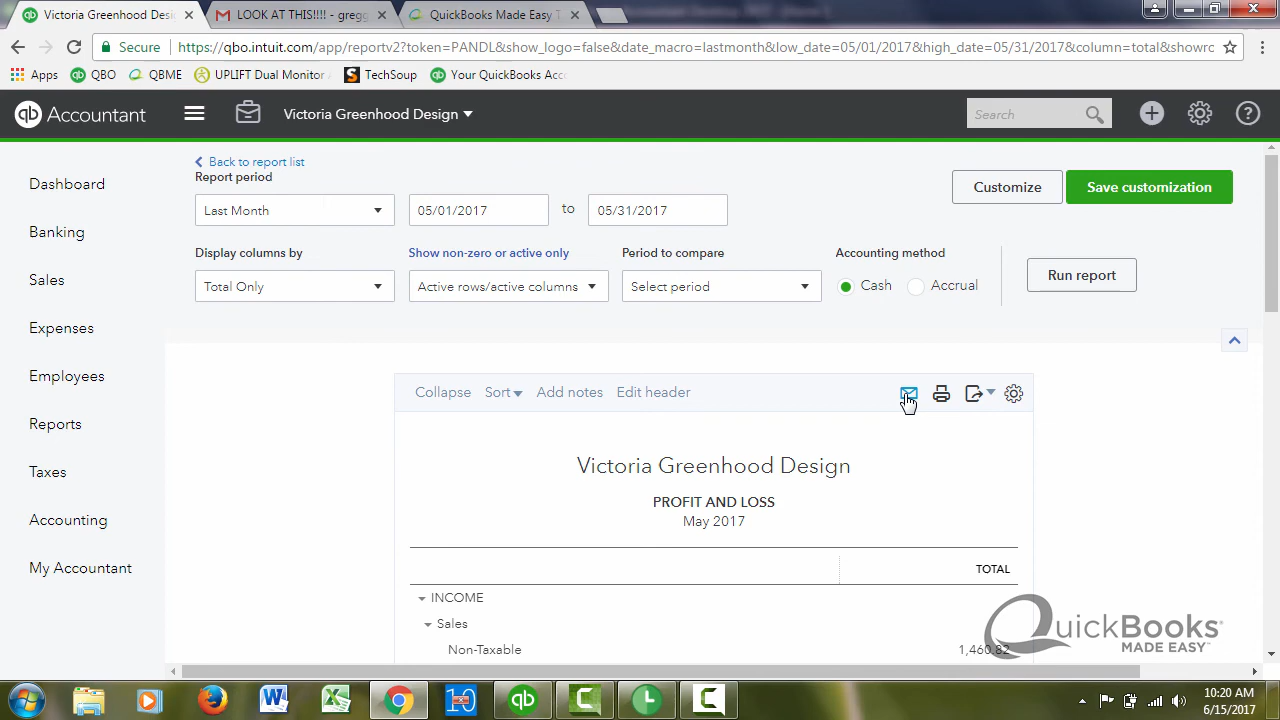 Victoria Greenhood Desi
LOOK AT THIS!!!! - gregg
QuickBooks Made Easy T
Secure
https://qbo.intuit.com/app/reportv2?token=PANDL&show_logo=false&date_macro=lastmonth&low_date=05/01/2017&high_date=05/31/2017&column=total&showro
Apps
QBO
QBME
UPLIFT Dual Monitor
TechSoup
Your QuickBooks Acc
qb Accountant
Victoria Greenhood Design
Search
Dashboard
Banking
Sales
Expenses
Employees
Reports
Taxes
Accounting
My Accountant
Back to report list
Report period
Last Month
05/01/2017
to
05/31/2017
Customize
Save customization
Display columns by
Show non-zero or active only
Period to compare
Accounting method
Total Only
Active rows/active columns
Select period
Cash
Accrual
Run report
Collapse
Sort
Add notes
Edit header
Victoria Greenhood Design
PROFIT AND LOSS
May 2017
TOTAL
INCOME
Sales
Non-Taxable
1,460.82
QuickBooks®
MADE EASY™
10:20 AM
6/15/2017